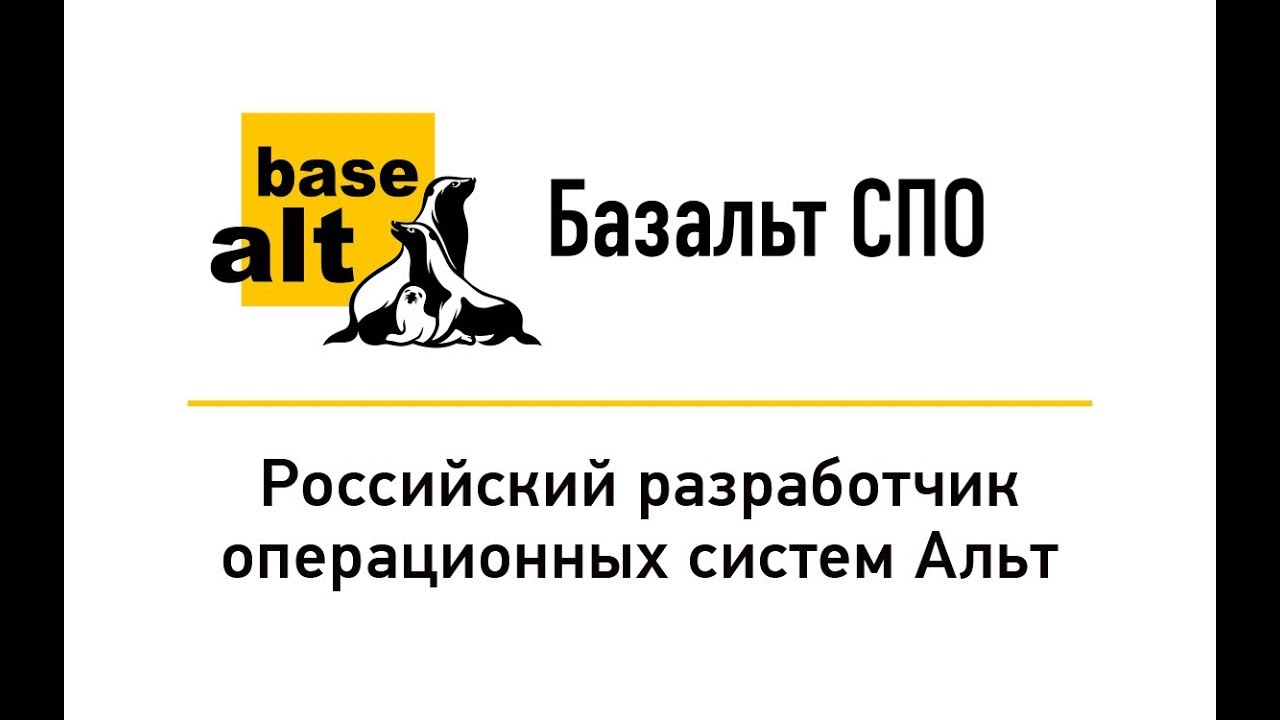 base
alt
Базальт СПО
Российский разработчик
операционных систем Альт